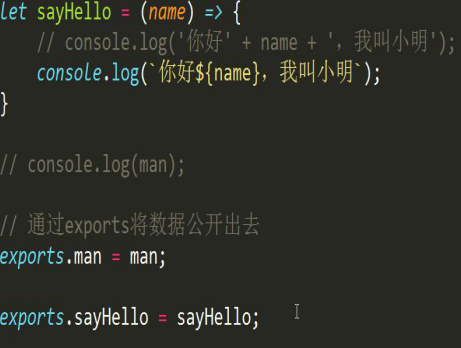 let sayHello = (name) => {
// console.log('你好' + name + ', 我叫小明');
console.log(`你好${name}, 我叫小明`);
}
// console.log(man);
// 通过exports将数据公开出去
exports.man = man;
exports.sayHello = sayHello;